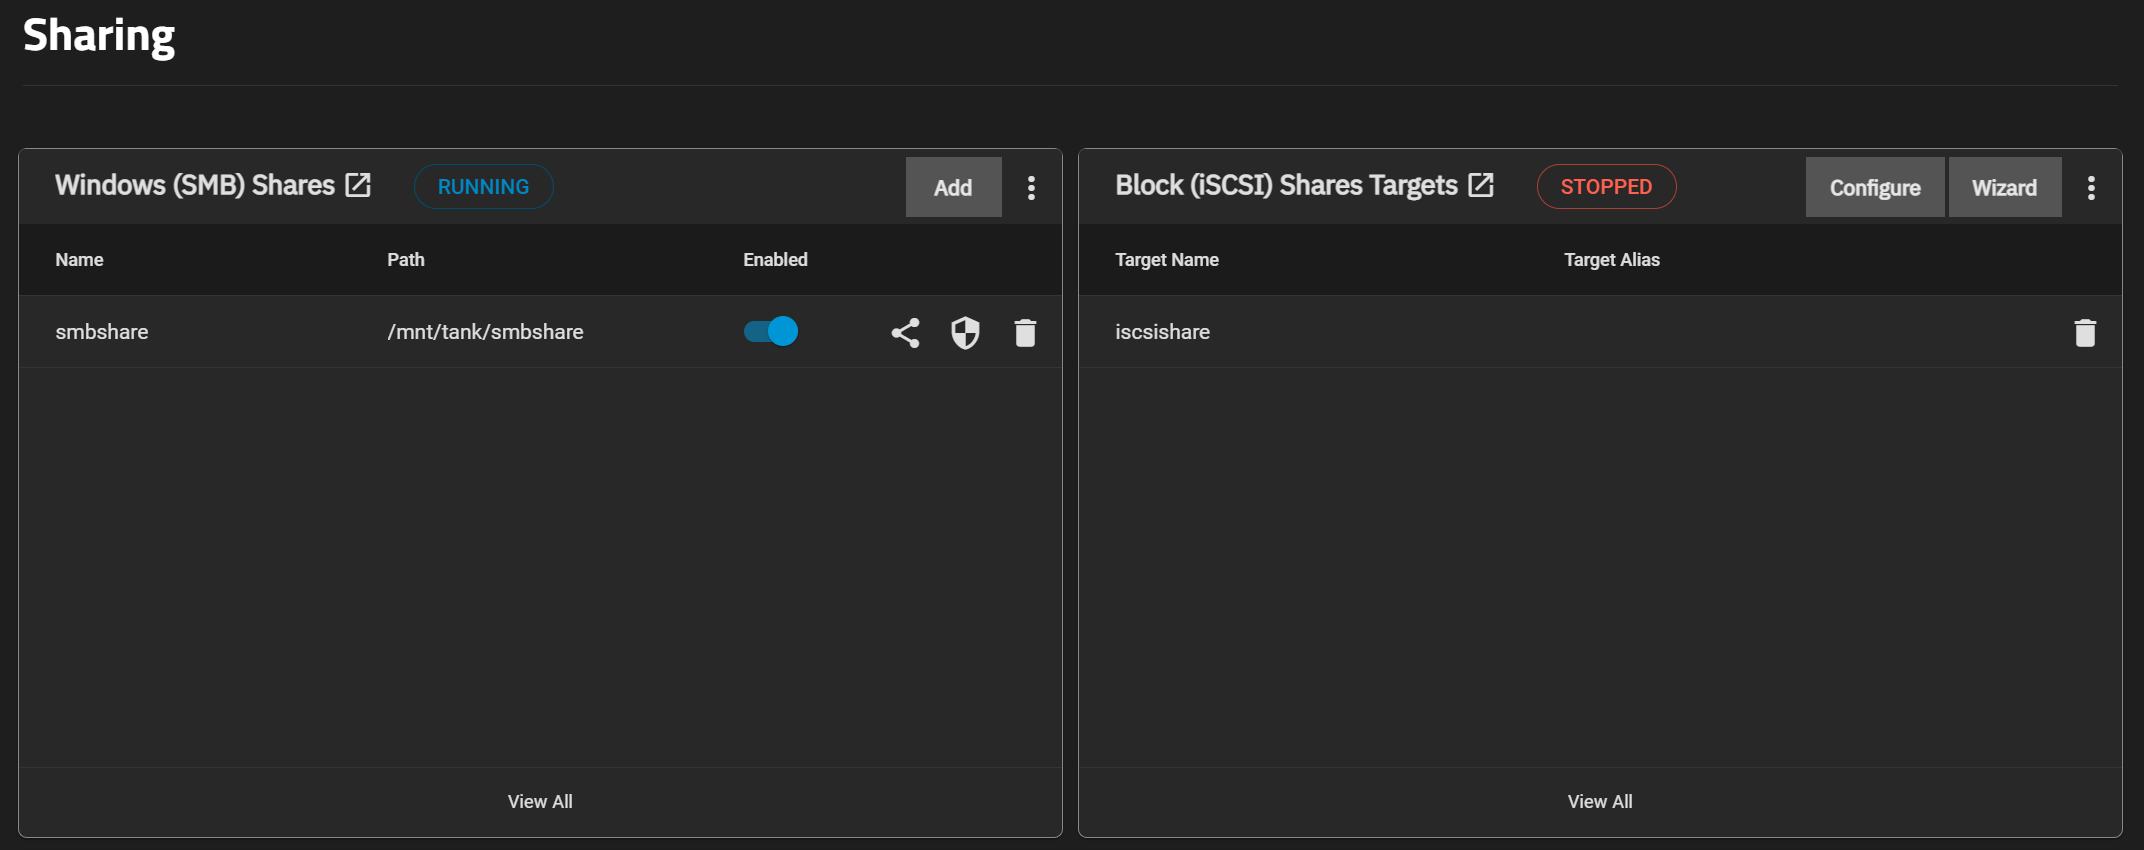 Sharing
Windows (SMB) Shares RUNNING Add
Name Path Enabled
smbshare /mnt/tank/smbshare
View All
Block (iSCSI) Shares Targets STOPPED Configure Wizard
Target Name Target Alias
iscsishare
View All